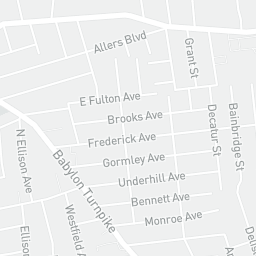 Allers Blvd
Grant St
E Fulton Ave
Brooks Ave
Decatur St
Bainbridge St
N Ellison Ave
Babylon Turnpike
Frederick Ave
Gormley Ave
Underhill Ave
Bennett Ave
Westfield A
Monroe Ave
Ellison